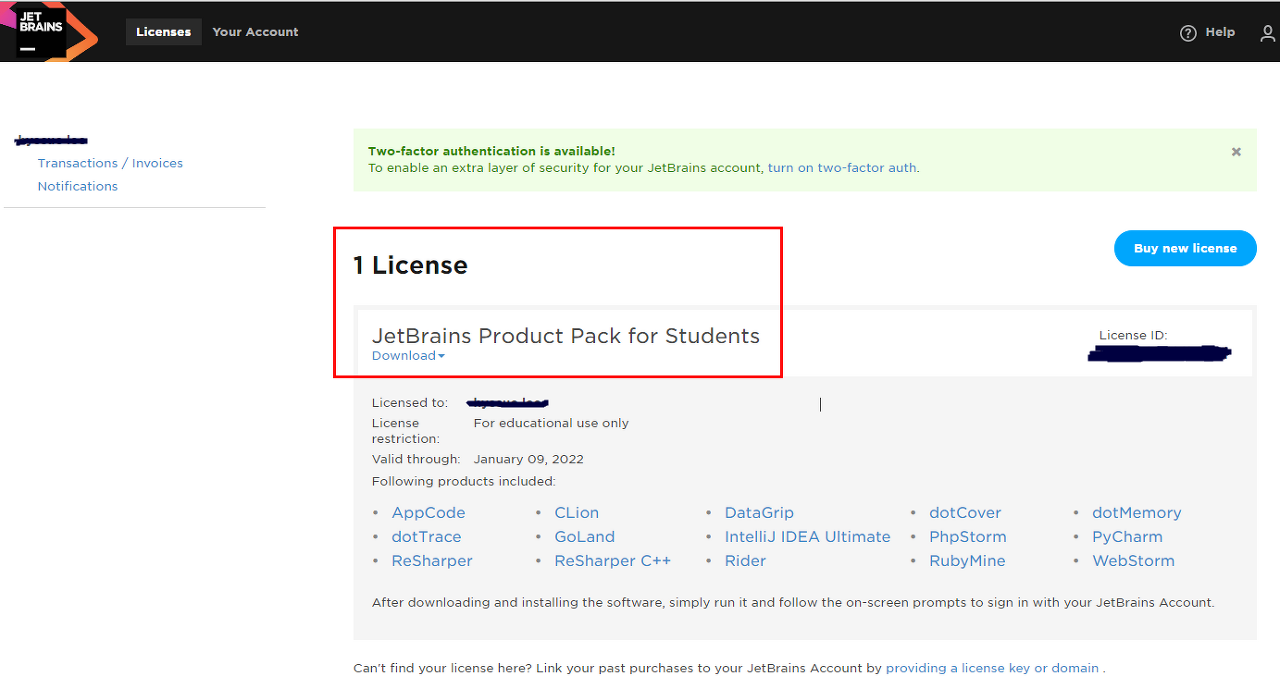 JET
BRAINS
Licenses
Your Account
Help
Transactions / Invoices
Notifications
Two-factor authentication is available!
To enable an extra layer of security for your JetBrains account, turn on two-factor auth.
Buy new license
1 License
JetBrains Product Pack for Students
Download
License ID:
Licensed to:
License restriction: For educational use only
Valid through: January 09, 2022
Following products included:
• AppCode • CLion • DataGrip • dotCover • dotMemory
• dotTrace • GoLand • IntelliJ IDEA Ultimate • PhpStorm • PyCharm
• ReSharper • ReSharper C++ • Rider • RubyMine • WebStorm
After downloading and installing the software, simply run it and follow the on-screen prompts to sign in with your JetBrains Account.
Can't find your license here? Link your past purchases to your JetBrains Account by providing a license key or domain .